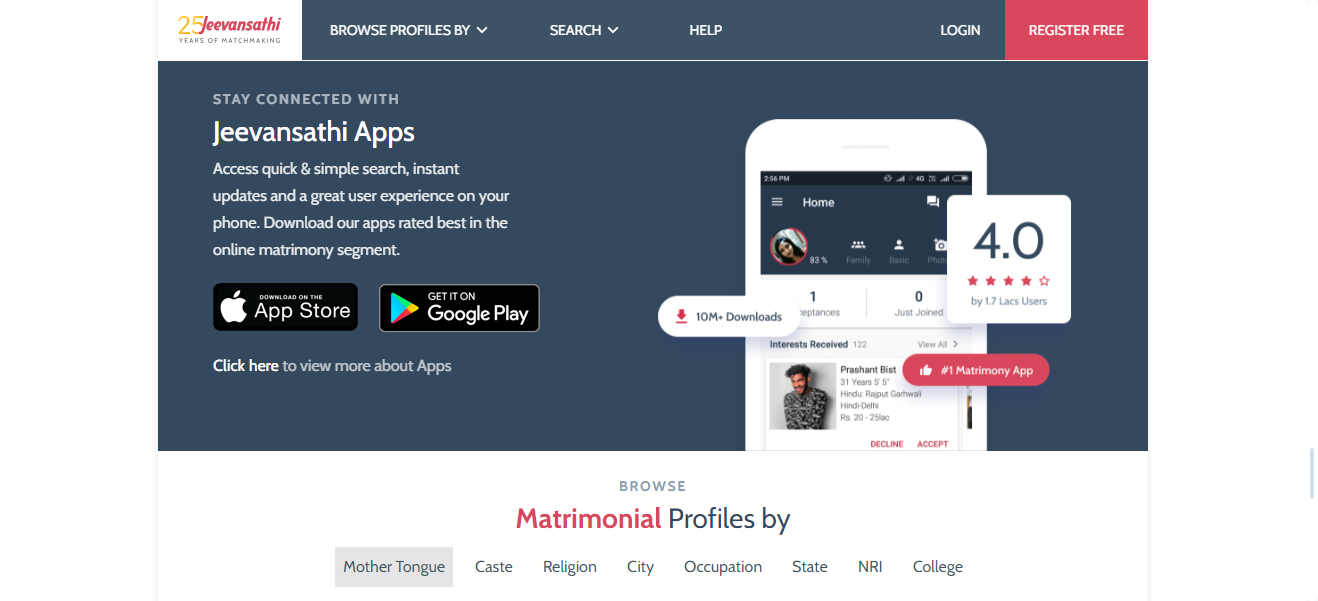 25 Jeevansathi
YEARS OF MATCHMAKING
BROWSE PROFILES BY
SEARCH
HELP
LOGIN
REGISTER FREE
STAY CONNECTED WITH
Jeevansathi Apps
Access quick & simple search, instant
updates and a great user experience on your
phone. Download our apps rated best in the
online matrimony segment.
DOWNLOAD ON THE
App Store
GET IT ON
Google Play
Click here to view more about Apps
2:56 PM
4G
Home
83 %
Family
Basic
Photo
4.0
by 1.7 Lacs Users
10M+ Downloads
1
ceptances
0
Just Joined
Interests Received 122
View All
#1 Matrimony App
Prashant Bist
31 Years 5' 5"
Hindu: Rajput Garhwali
Hindi-Delhi
Rs. 20 - 25lac
DECLINE
ACCEPT
BROWSE
Matrimonial Profiles by
Mother Tongue
Caste
Religion
City
Occupation
State
NRI
College